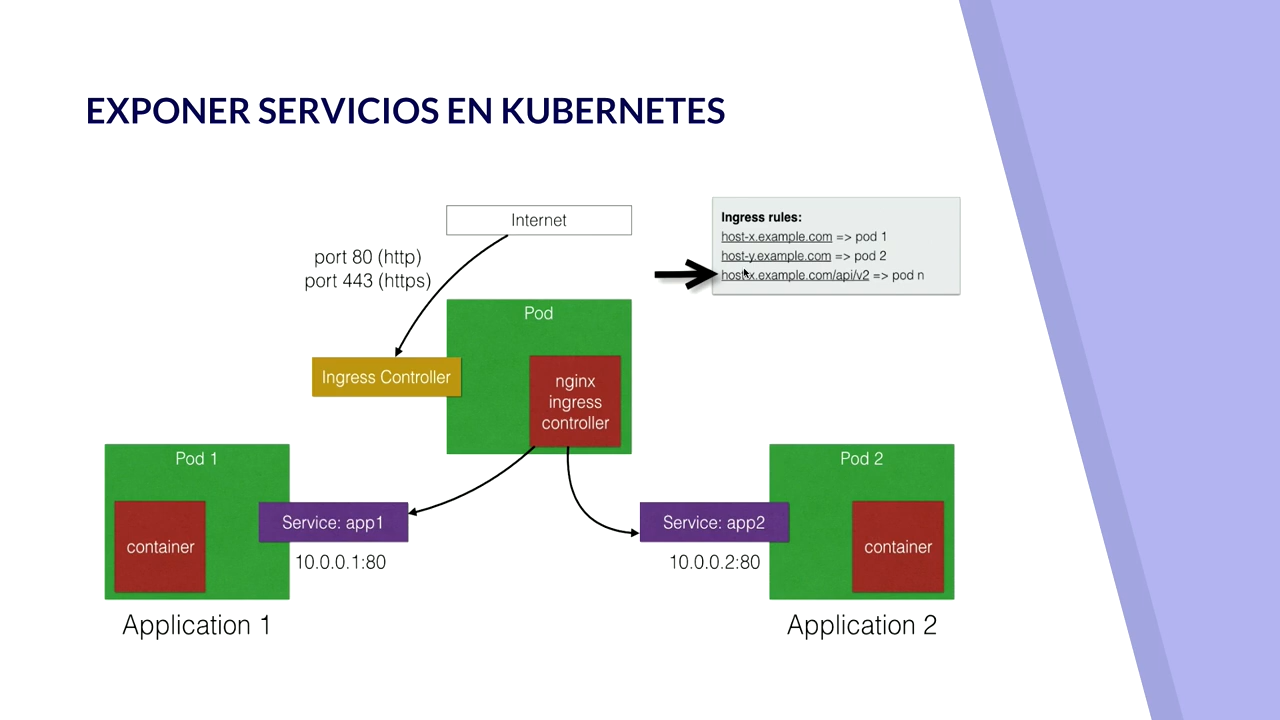 EXPONER SERVICIOS EN KUBERNETES
Internet
port 80 (http)
port 443 (https)
Ingress rules:
host-x.example.com => pod 1
host-y.example.com => pod 2
host-x.example.com/api/v2 => pod n
Pod
Ingress Controller
nginx
ingress
controller
Pod 1
container
Service: app1
10.0.0.1:80
Application 1
Service: app2
10.0.0.2:80
Pod 2
container
Application 2